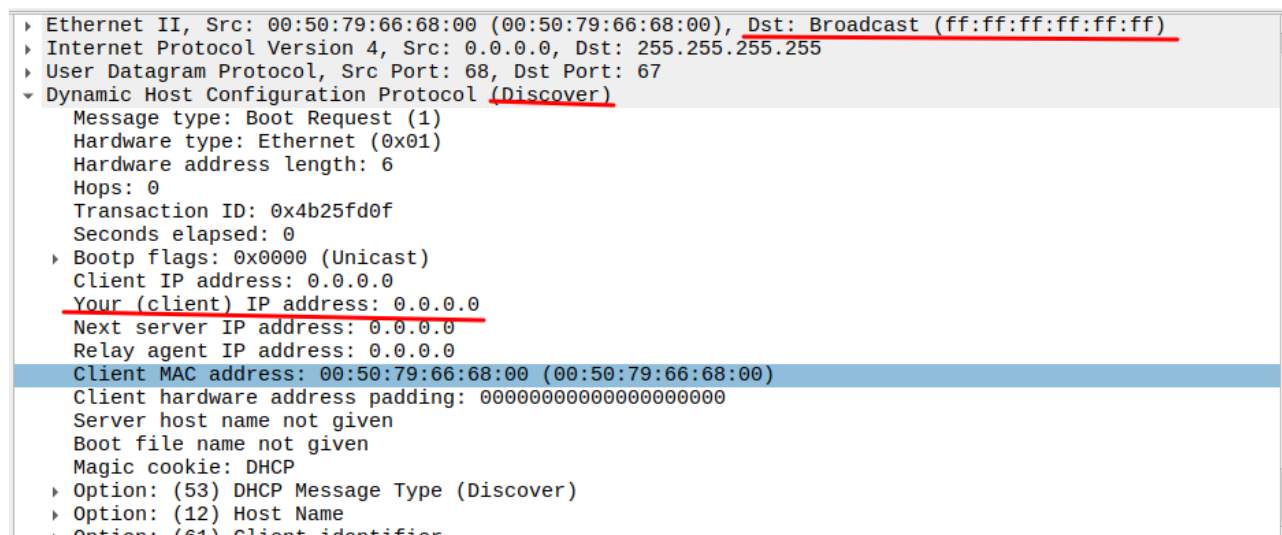 Ethernet II, Src: 00:50:79:66:68:00 (00:50:79:66:68:00), Dst: Broadcast (ff:ff:ff:ff:ff:ff)
Internet Protocol Version 4, Src: 0.0.0.0, Dst: 255.255.255.255
User Datagram Protocol, Src Port: 68, Dst Port: 67
Dynamic Host Configuration Protocol (Discover)
Message type: Boot Request (1)
Hardware type: Ethernet (0x01)
Hardware address length: 6
Hops: 0
Transaction ID: 0x4b25fd0f
Seconds elapsed: 0
Bootp flags: 0x0000 (Unicast)
Client IP address: 0.0.0.0
Your (client) IP address: 0.0.0.0
Next server IP address: 0.0.0.0
Relay agent IP address: 0.0.0.0
Client MAC address: 00:50:79:66:68:00 (00:50:79:66:68:00)
Client hardware address padding: 00000000000000000000
Server host name not given
Boot file name not given
Magic cookie: DHCP
Option: (53) DHCP Message Type (Discover)
Option: (12) Host Name
Option: (61) Client identifier